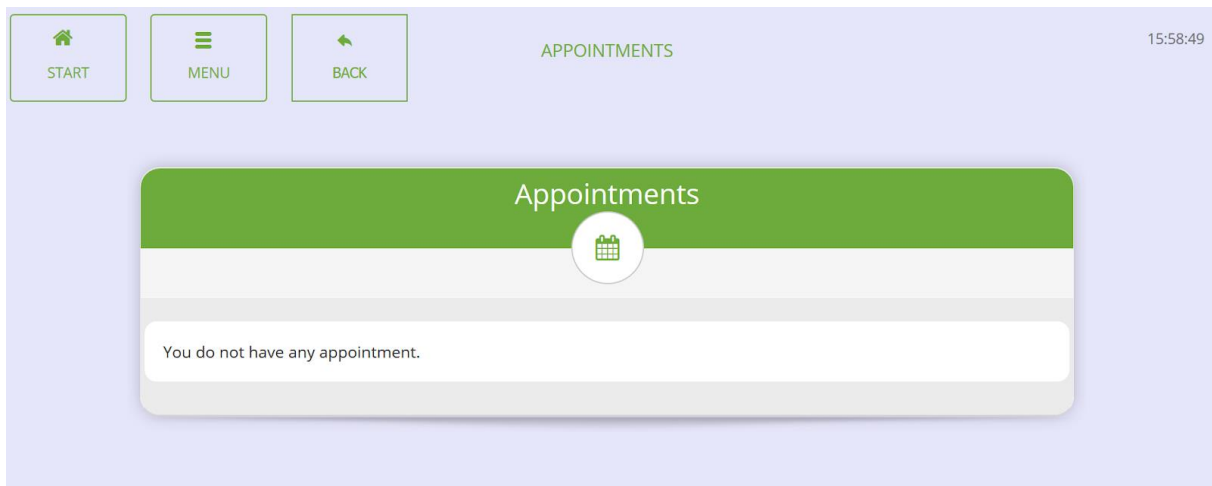 START
MENU
BACK
APPOINTMENTS
15:58:49
Appointments
You do not have any appointment.